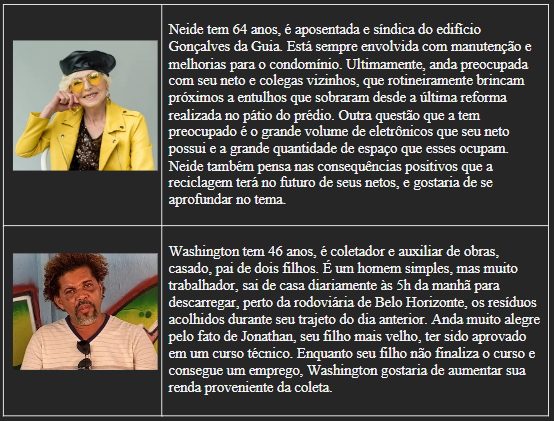 Neide tem 64 anos, é aposentada e síndica do edifício
Gonçalves da Guia. Está sempre envolvida com manutenção e
melhorias para o condomínio. Ultimamente, anda preocupada
com seu neto e colegas vizinhos, que rotineiramente brincam
próximos a entulhos que sobraram desde a última reforma
realizada no pátio do prédio. Outra questão que a tem
preocupado é o grande volume de eletrônicos que seu neto
possui e a grande quantidade de espaço que esses ocupam.
Neide também pensa nas consequências positivos que a
reciclagem terá no futuro de seus netos, e gostaria de se
aprofundar no tema.
Washington tem 46 anos, é coletador e auxiliar de obras,
casado, pai de dois filhos. É um homem simples, mas muito
trabalhador, sai de casa diariamente às 5h da manhã para
descarregar, perto da rodoviária de Belo Horizonte, os resíduos
acolhidos durante seu trajeto do dia anterior. Anda muito alegre
pelo fato de Jonathan, seu filho mais velho, ter sido aprovado
em um curso técnico. Enquanto seu filho não finaliza o curso e
consegue um emprego, Washington gostaria de aumentar sua
renda proveniente da coleta.